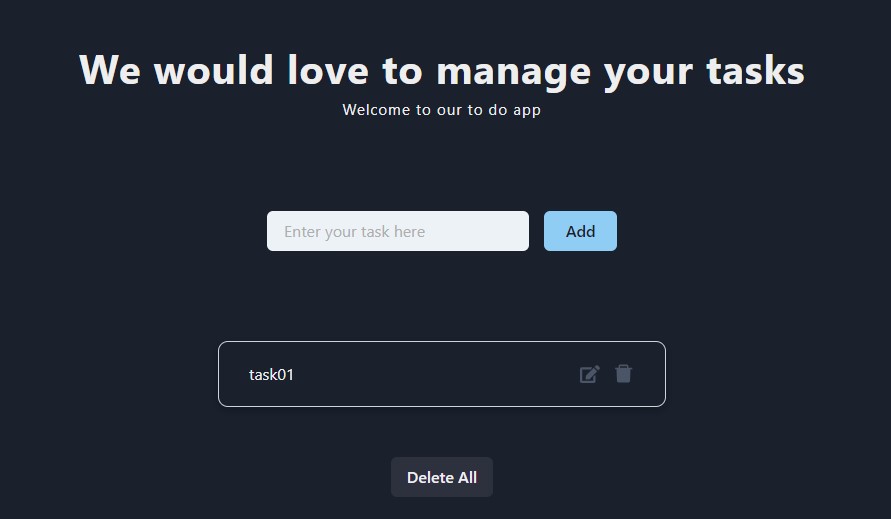 We would love to manage your tasks
Welcome to our to do app
Enter your task here
Add
task01
Delete All